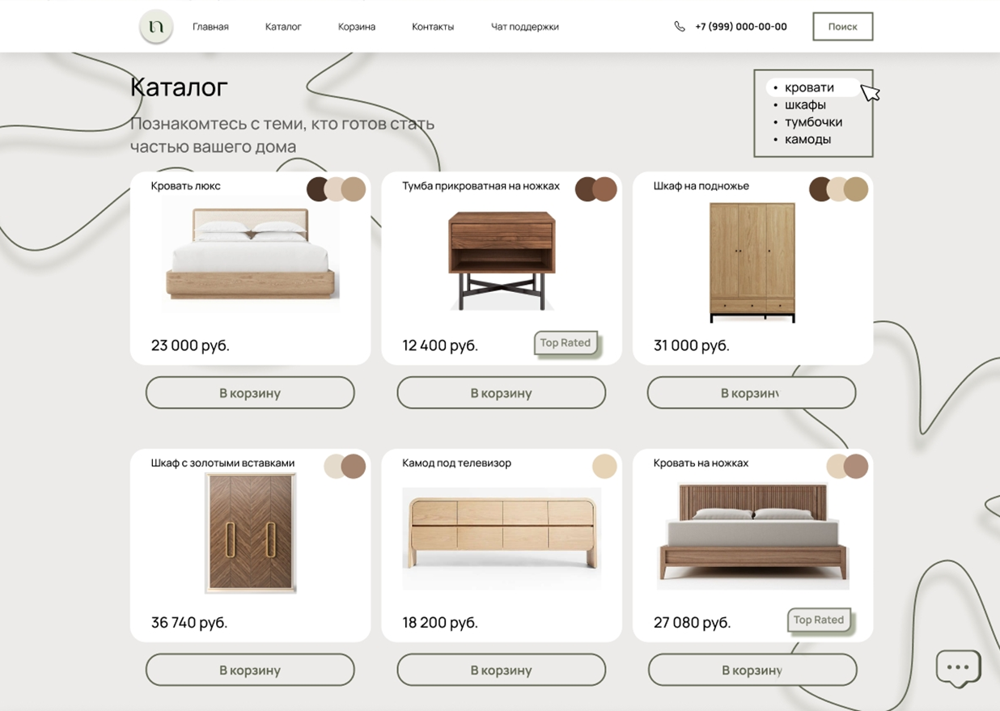 Главная
Каталог
Корзина
Контакты
Чат поддержки
+7 (999) 000-00-00
Поиск
Каталог
Познакомтесь с теми, кто готов стать
частью вашего дома
• кровати
• шкафы
• тумбочки
• камоды
Кровать люкс
23 000 руб.
В корзину
Тумба прикроватная на ножках
12 400 руб.
Top Rated
В корзину
Шкаф на подножье
31 000 руб.
В корзину
Шкаф с золотыми вставками
36 740 руб.
В корзину
Камод под телевизор
18 200 руб.
В корзину
Кровать на ножках
27 080 руб.
Top Rated
В корзину